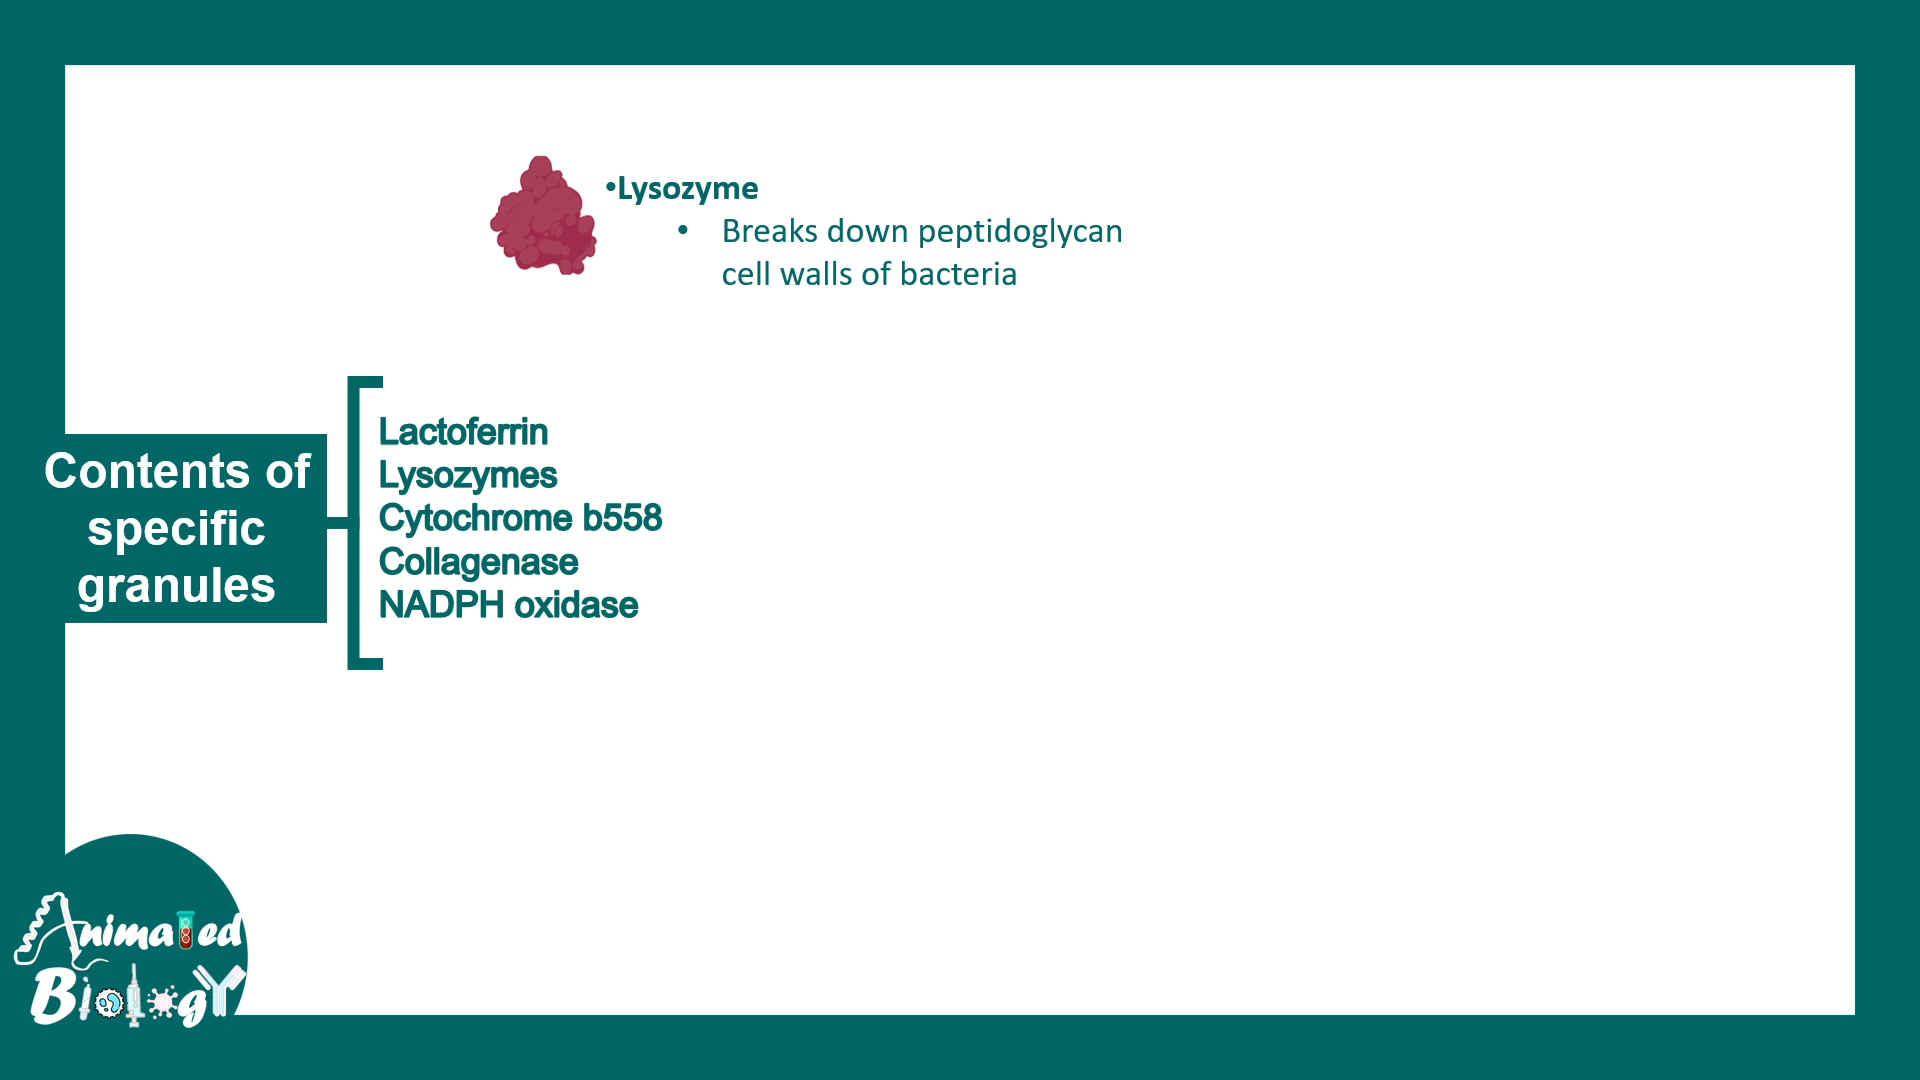 •Lysozyme
• Breaks down peptidoglycan
cell walls of bacteria
Contents of
specific
granules
Lactoferrin
Lysozymes
Cytochrome b558
Collagenase
NADPH oxidase
Animated
Biology